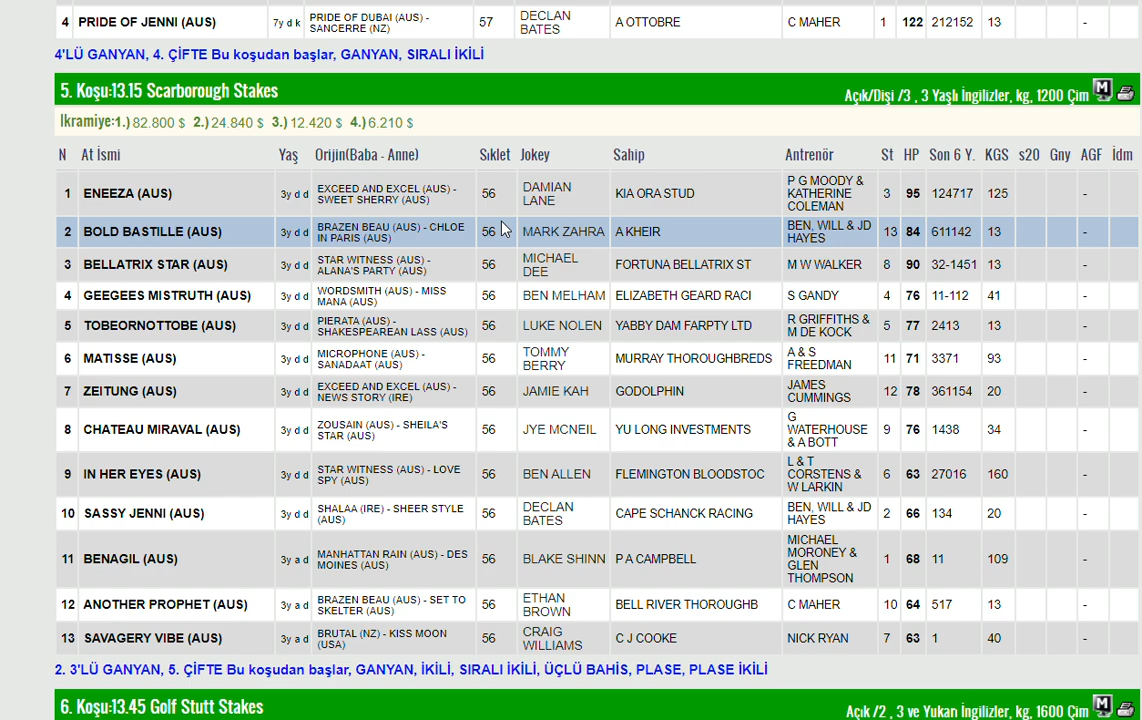 4 PRIDE OF JENNI (AUS) 7y d k PRIDE OF DUBAI (AUS) - SANCERRE (NZ) 57 DECLAN BATES A OTTOBRE C MAHER 1 122 212152 13 -
4'LÜ GANYAN, 4. ÇİFTE Bu koşudan başlar, GANYAN, SIRALI İKİLİ
5. Koşu:13.15 Scarborough Stakes Açık/Dişi /3 , 3 Yaşlı İngilizler, kg, 1200 Çim M
Ikramiye:1.) 82.800 $ 2.) 24.840 $ 3.) 12.420 $ 4.) 6.210 $
N At İsmi Yaş Orijin(Baba - Anne) Sıklet Jokey Sahip Antrenör St HP Son 6 Y. KGS s20 Gny AGF İdm
1 ENEEZA (AUS) 3y d d EXCEED AND EXCEL (AUS) - SWEET SHERRY (AUS) 56 DAMIAN LANE KIA ORA STUD P G MOODY & KATHERINE COLEMAN 3 95 124717 125 -
2 BOLD BASTILLE (AUS) 3y d d BRAZEN BEAU (AUS) - CHLOE IN PARIS (AUS) 56 MARK ZAHRA A KHEIR BEN, WILL & JD HAYES 13 84 611142 13 -
3 BELLATRIX STAR (AUS) 3y d d STAR WITNESS (AUS) - ALANA'S PARTY (AUS) 56 MICHAEL DEE FORTUNA BELLATRIX ST M W WALKER 8 90 32-1451 13 -
4 GEEGEES MISTRUTH (AUS) 3y d d WORDSMITH (AUS) - MISS MANA (AUS) 56 BEN MELHAM ELIZABETH GEARD RACI S GANDY 4 76 11-112 41 -
5 TOBEORNOTTOBE (AUS) 3y d d PIERATA (AUS) - SHAKESPEAREAN LASS (AUS) 56 LUKE NOLEN YABBY DAM FARPTY LTD R GRIFFITHS & M DE KOCK 5 77 2413 13 -
6 MATISSE (AUS) 3y d d MICROPHONE (AUS) - SANADAAT (AUS) 56 TOMMY BERRY MURRAY THOROUGHBREDS A & S FREEDMAN 11 71 3371 93 -
7 ZEITUNG (AUS) 3y d d EXCEED AND EXCEL (AUS) - NEWS STORY (IRE) 56 JAMIE KAH GODOLPHIN JAMES CUMMINGS 12 78 361154 20 -
8 CHATEAU MIRAVAL (AUS) 3y d d ZOUSAIN (AUS) - SHEILA'S STAR (AUS) 56 JYE MCNEIL YU LONG INVESTMENTS G WATERHOUSE & A BOTT 9 76 1438 34 -
9 IN HER EYES (AUS) 3y d d STAR WITNESS (AUS) - LOVE SPY (AUS) 56 BEN ALLEN FLEMINGTON BLOODSTOC L & T CORSTENS & W LARKIN 6 63 27016 160 -
10 SASSY JENNI (AUS) 3y d d SHALAA (IRE) - SHEER STYLE (AUS) 56 DECLAN BATES CAPE SCHANCK RACING BEN, WILL & JD HAYES 2 66 134 20 -
11 BENAGIL (AUS) 3y a d MANHATTAN RAIN (AUS) - DES MOINES (AUS) 56 BLAKE SHINN P A CAMPBELL MICHAEL MORONEY & GLEN THOMPSON 1 68 11 109 -
12 ANOTHER PROPHET (AUS) 3y a d BRAZEN BEAU (AUS) - SET TO SKELTER (AUS) 56 ETHAN BROWN BELL RIVER THOROUGHB C MAHER 10 64 517 13 -
13 SAVAGERY VIBE (AUS) 3y a d BRUTAL (NZ) - KISS MOON (USA) 56 CRAIG WILLIAMS C J COOKE NICK RYAN 7 63 1 40 -
2. 3'LÜ GANYAN, 5. ÇİFTE Bu koşudan başlar, GANYAN, İKİLİ, SIRALI İKİLİ, ÜÇLÜ BAHİS, PLASE, PLASE İKİLİ
6. Koşu:13.45 Golf Stutt Stakes Açık /2 , 3 ve Yukarı İngilizler, kg, 1600 Çim M